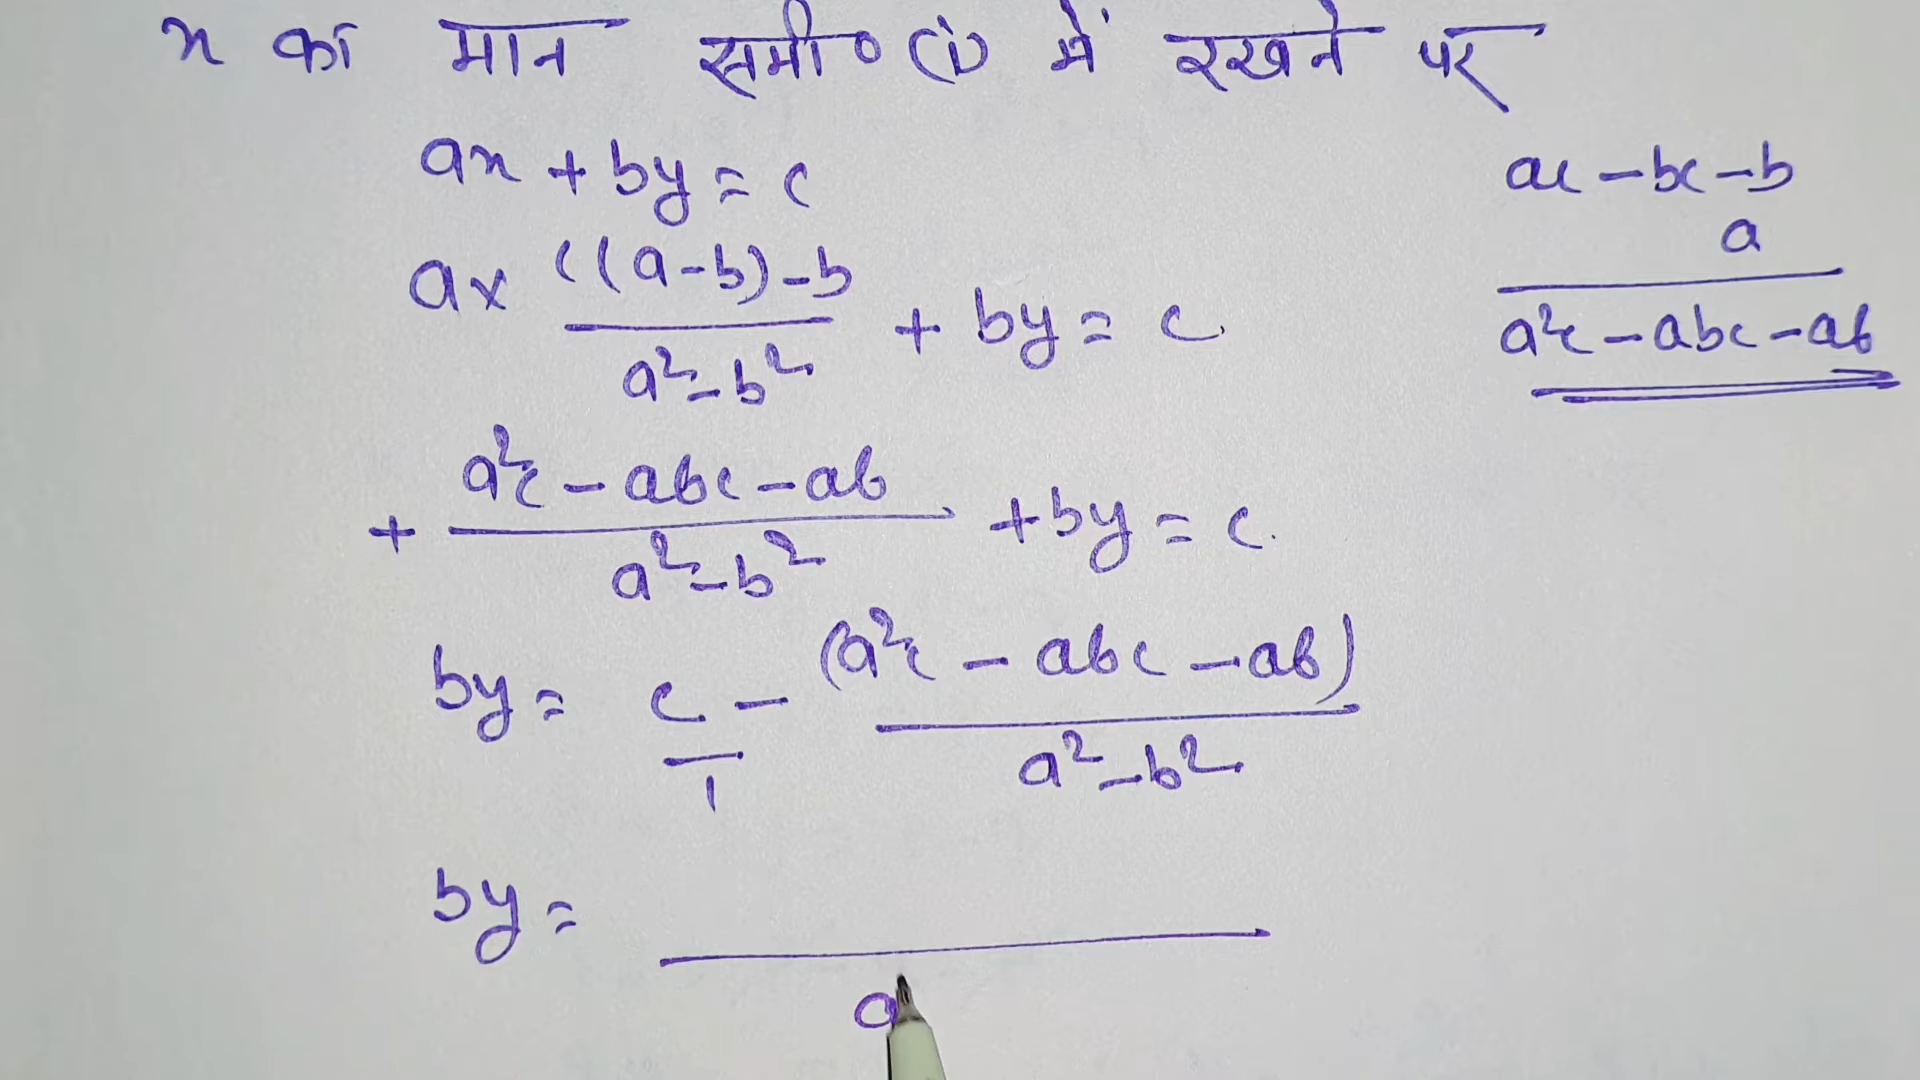 x का मान समी० (i) में रखने पर
ax + by = c
ax c(a-b)-b / a²-b² + by = c
+ a²c - abc - ab / a²-b² + by = c
by = c/1 - (a²c - abc - ab) / a²-b²
by = / a
ac - bc - b
a
a²c - abc - ab